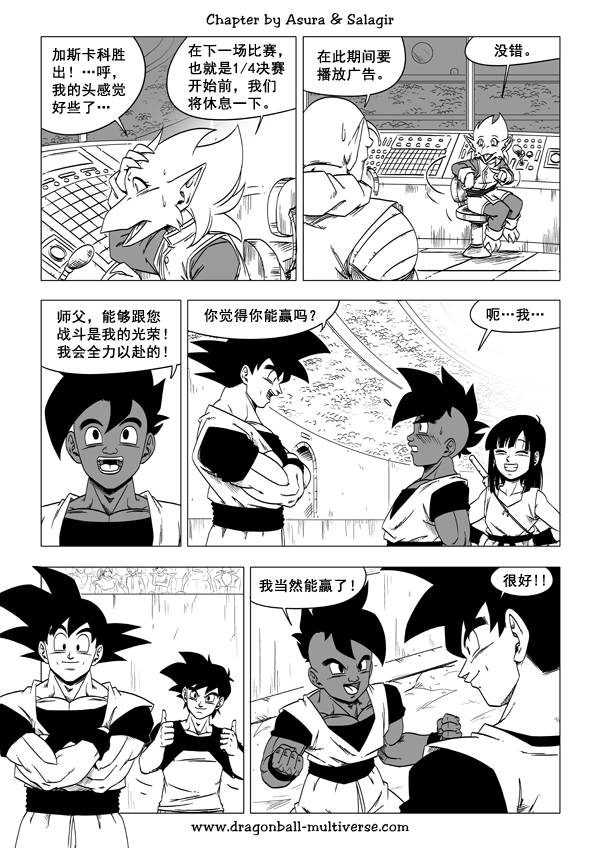 Chapter by Asura & Salagir
加斯卡科胜
出！…呼，
我的头感觉
好些了…
在下一场比赛，
也就是1/4决赛
开始前，我们
将休息一下。
在此期间要
播放广告。
没错。
师父，能够跟您
战斗是我的光荣！
我会全力以赴的！
你觉得你能赢吗？
呃…我…
我当然能赢了！
很好!!
www.dragonball-multiverse.com